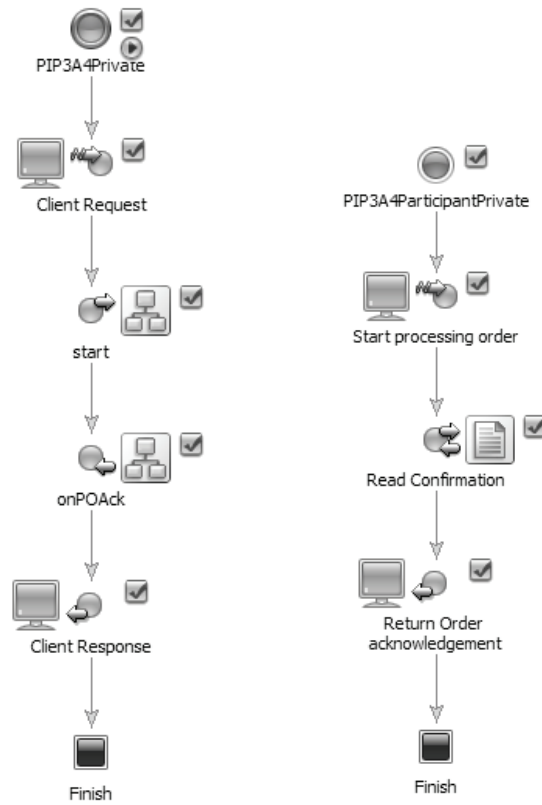 PIP3A4Private
Client Request
start
onPOAck
Client Response
Finish
PIP3A4ParticipantPrivate
Start processing order
Read Confirmation
Return Order
acknowledgement
Finish